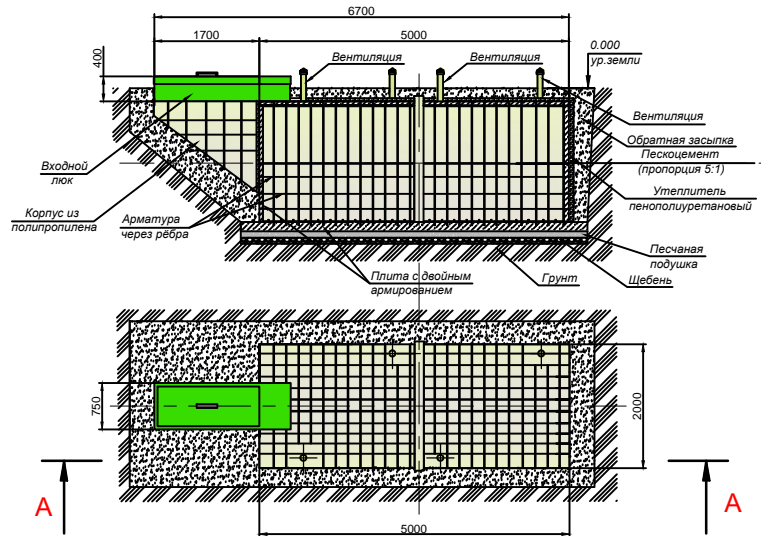 6700
1700
5000
400
Вентиляция
Вентиляция
0.000
ур.земли
Вентиляция
Обратная засыпка
Пескоцемент
(пропорция 5:1)
Утеплитель
пенополиуретановый
Входной
люк
Корпус из
полипропилена
Арматура
через рёбра
Плита с двойным
армированием
Грунт
Щебень
Песчаная
подушка
750
2000
А
А
5000